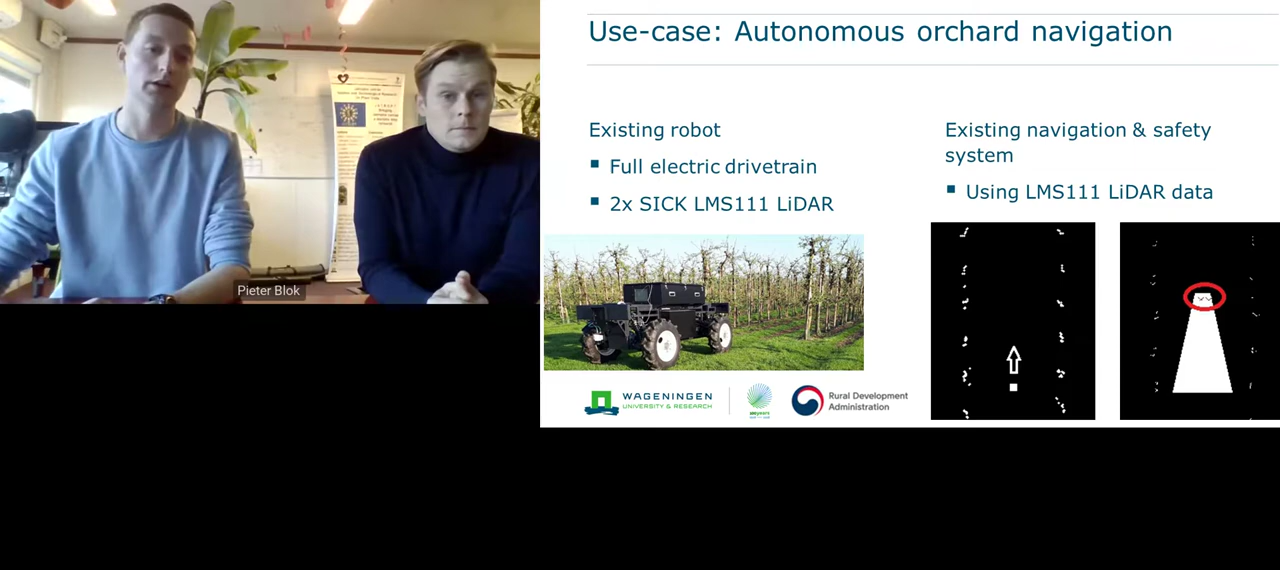 Use-case: Autonomous orchard navigation
Existing robot
▪ Full electric drivetrain
▪ 2x SICK LMS111 LiDAR
Existing navigation & safety
system
▪ Using LMS111 LiDAR data
Pieter Blok
WAGENINGEN
UNIVERSITY & RESEARCH
Rural Development
Administration